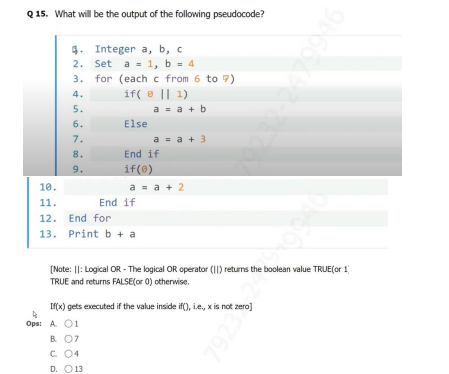 Q 15. What will be the output of the following pseudocode?
1. Integer a, b, c
2. Set a = 1, b = 4
3. for (each c from 6 to 7)
4. if( 0 || 1)
5. a = a + b
6. Else
7. a = a + 3
8. End if
9. if(0)
10. a = a + 2
11. End if
12. End for
13. Print b + a
[Note: ||: Logical OR - The logical OR operator (||) returns the boolean value TRUE(or 1)
TRUE and returns FALSE(or 0) otherwise.
If(x) gets executed if the value inside if(), i.e., x is not zero]
Ops: A. 1
B. 7
C. 4
D. 13